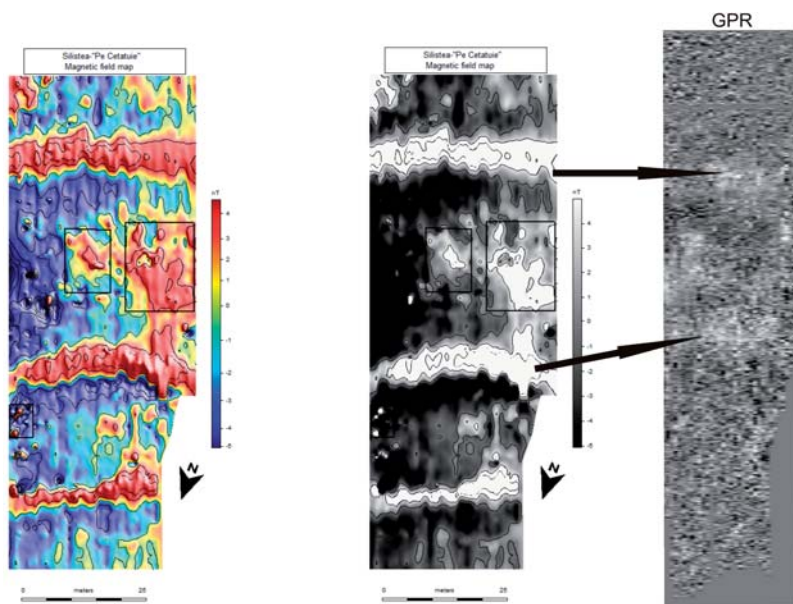 GPR
Silistea-"Pe Cetatuie"
Magnetic field map
Silistea-"Pe Cetatuie"
Magnetic field map
nT
4
3
2
1
0
-1
-2
-3
-4
-5
nT
4
3
2
1
0
-1
-2
-3
-4
-5
N
N
0 meters 25
0 meters 25